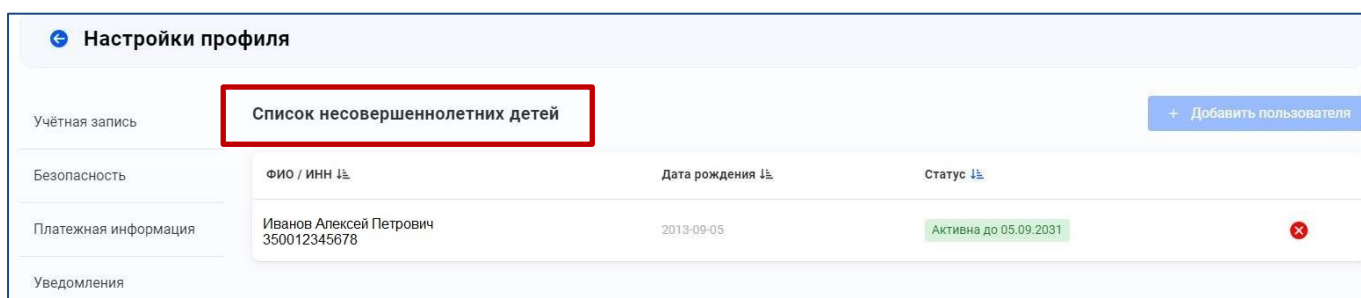 Настройки профиля
Учётная запись
Список несовершеннолетних детей
+ Добавить пользователя
Безопасность
ФИО / ИНН
Дата рождения
Статус
Платежная информация
Иванов Алексей Петрович
350012345678
2013-09-05
Активна до 05.09.2031
Уведомления